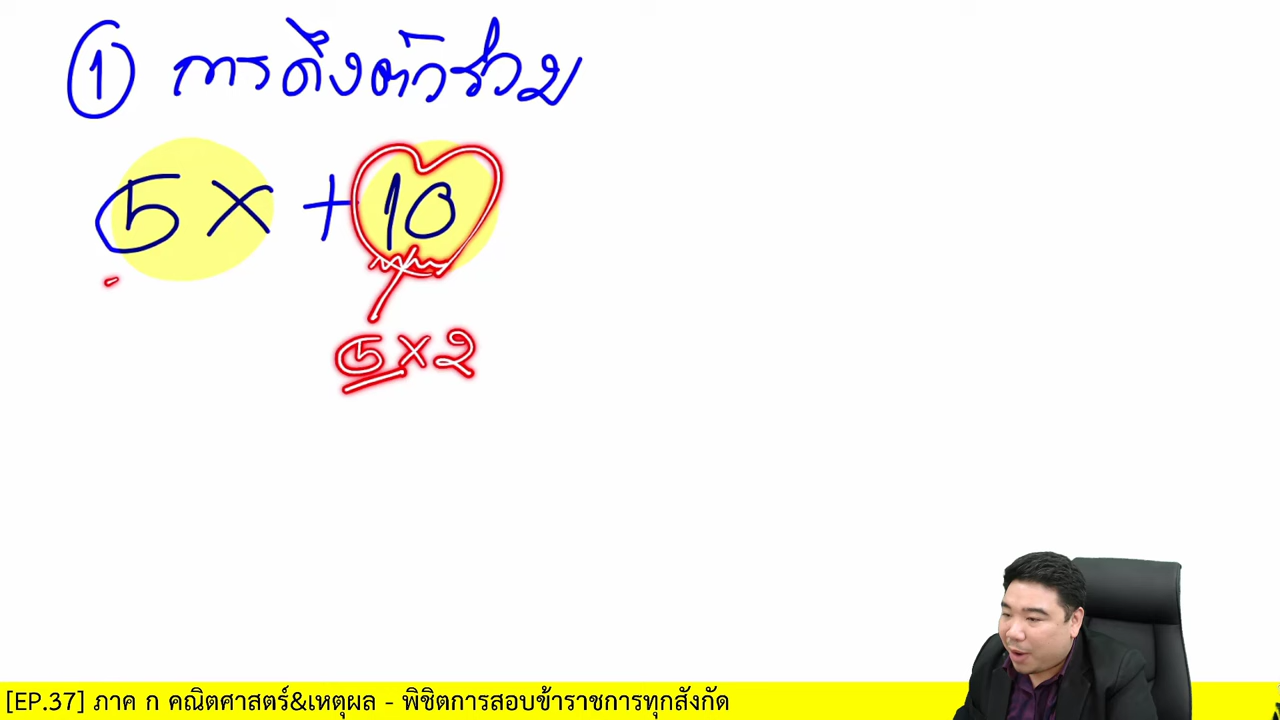 ① การดึงตัวร่วม
5x + 10
5 × 2
[EP.37] ภาค ก คณิตศาสตร์&เหตุผล - พิชิตการสอบข้าราชการทุกสังกัด